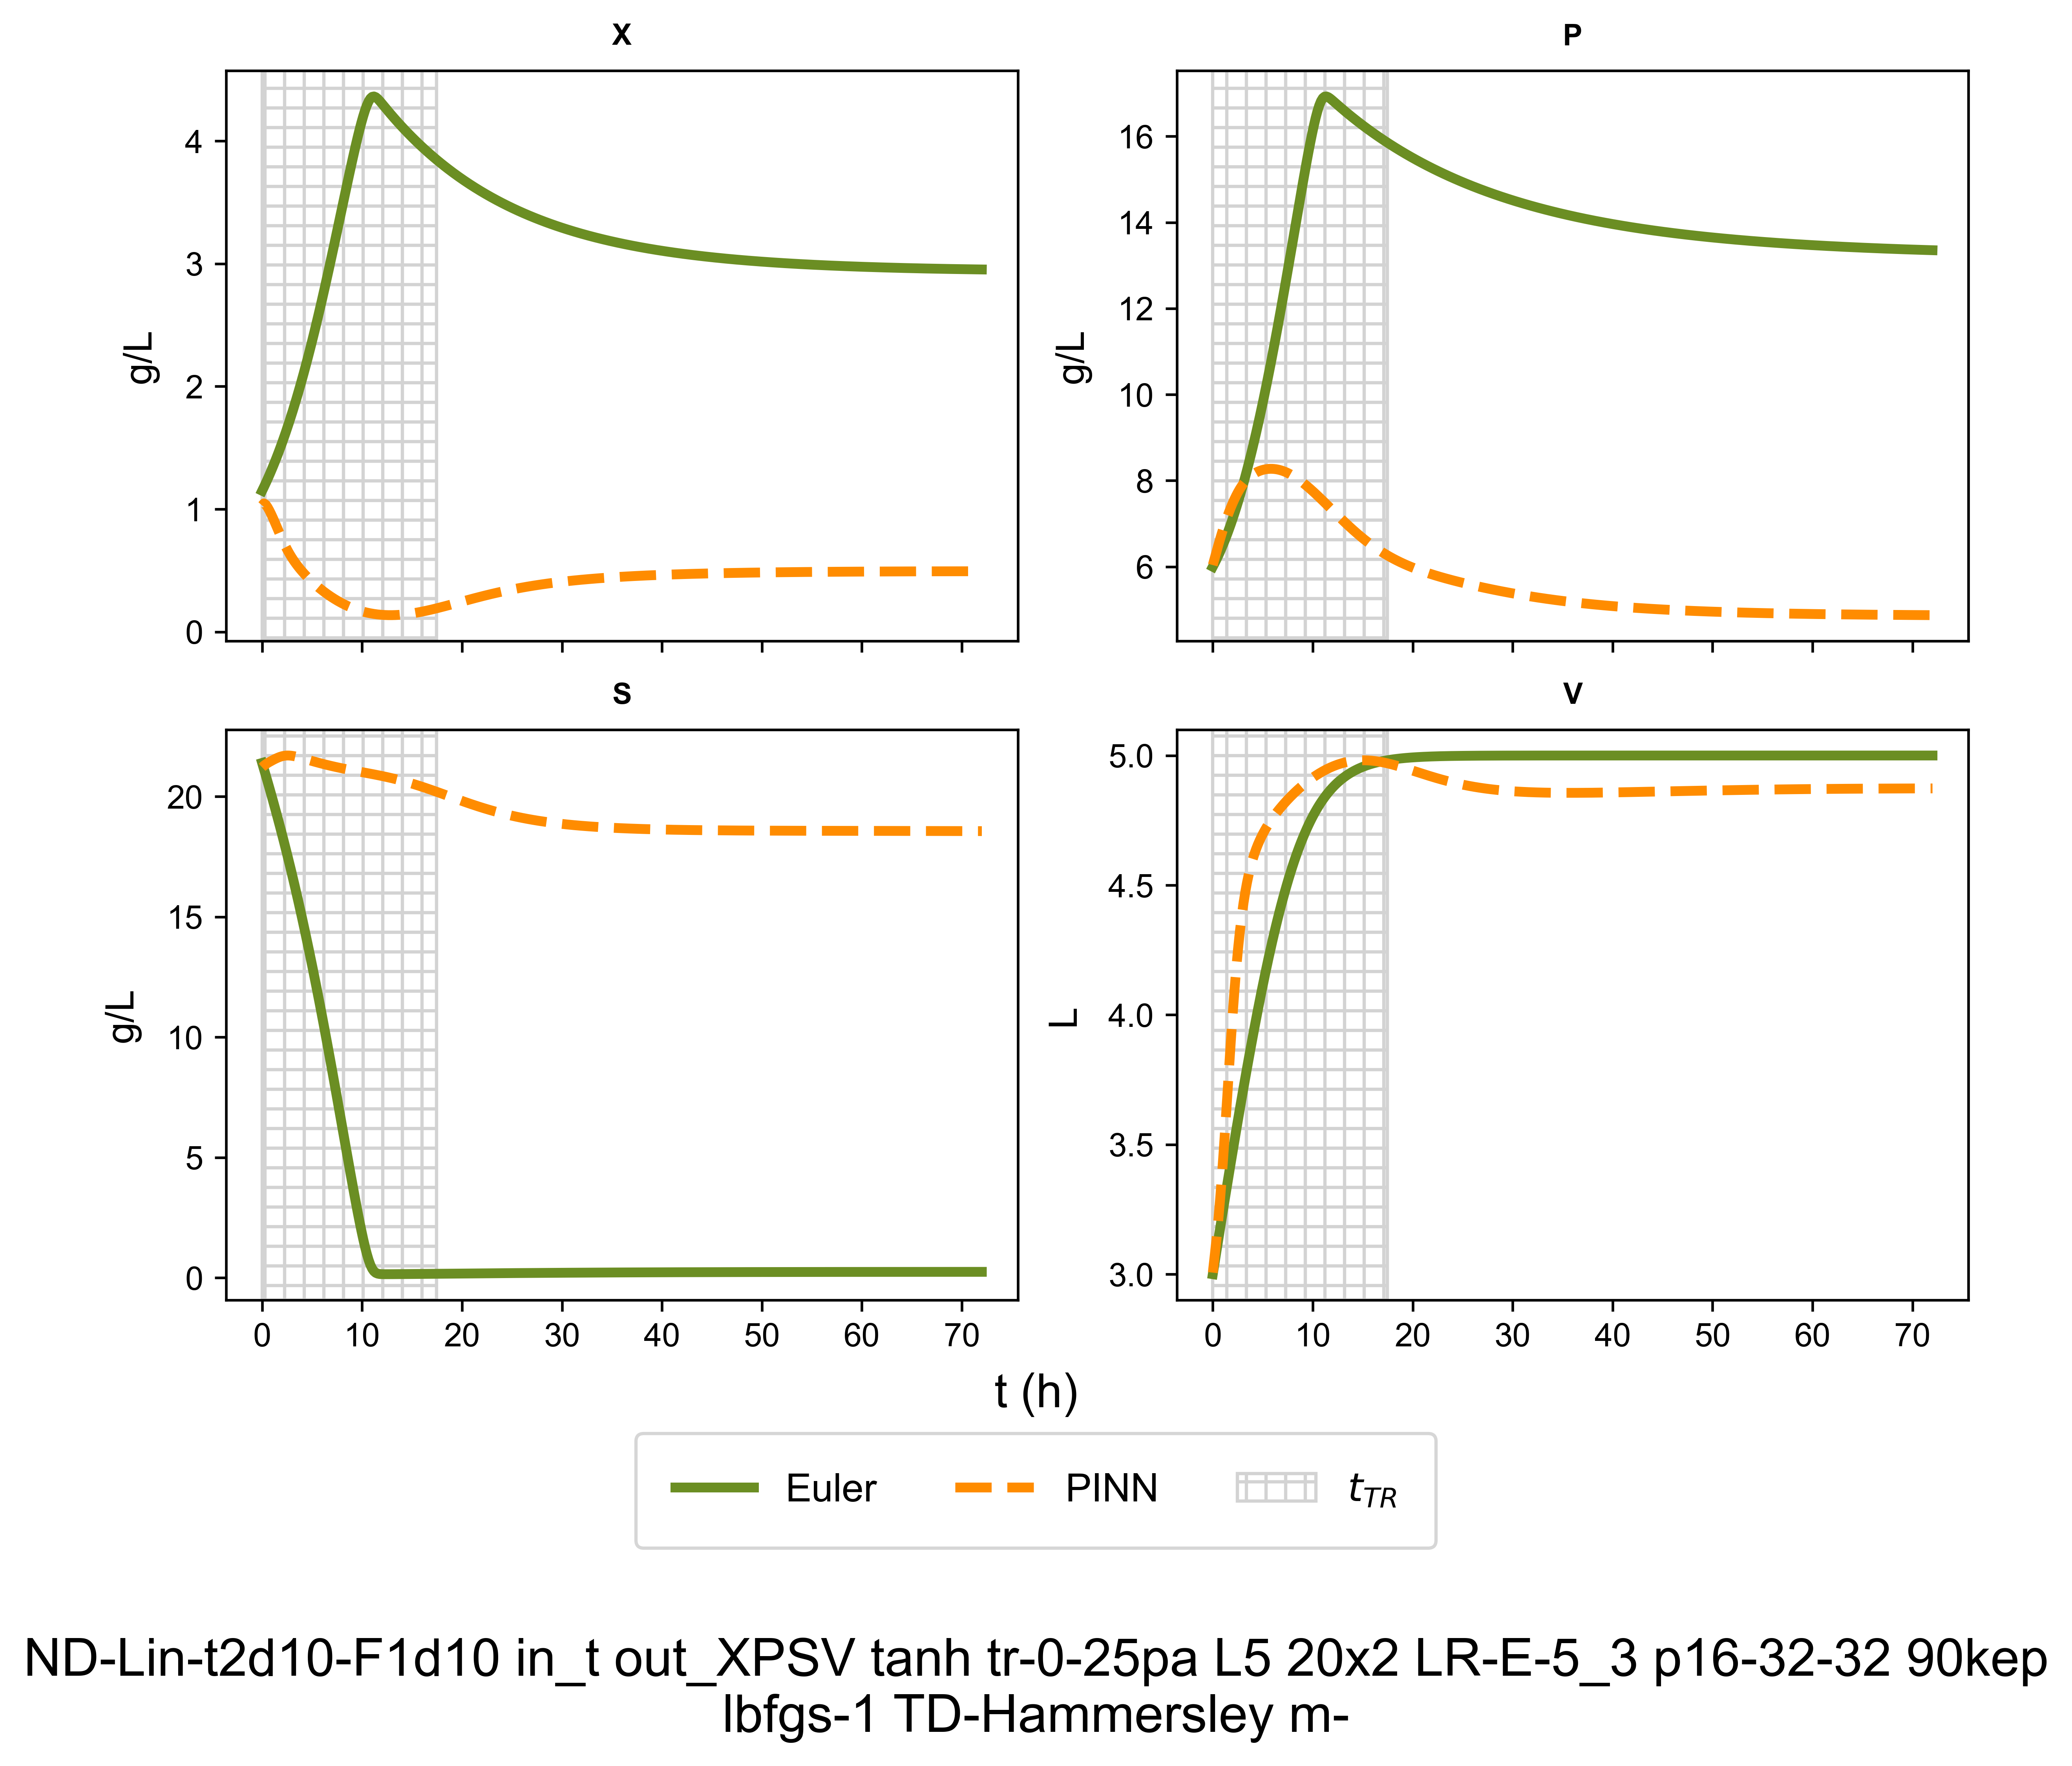 X
P
4
3
2
1
0
g/L
16
14
12
10
8
6
g/L
S
V
20
15
10
5
0
g/L
0 10 20 30 40 50 60 70
5.0
4.5
4.0
3.5
3.0
L
0 10 20 30 40 50 60 70
t (h)
Euler PINN t_TR
ND-Lin-t2d10-F1d10 in_t out_XPSV tanh tr-0-25pa L5 20x2 LR-E-5_3 p16-32-32 90kep
lbfgs-1 TD-Hammersley m-